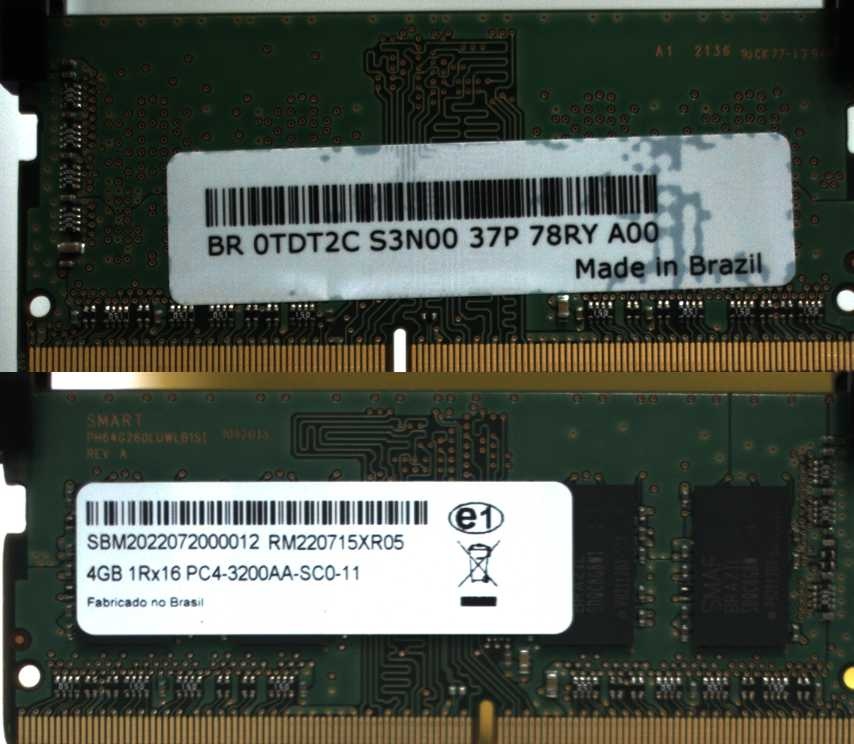 A1 2136
BR 0TDT2C S3N00 37P 78RY A00
Made in Brazil
SMART
PH64G260LUWLB1SI
REV A
e1
SBM2022072000012 RM220715XR05
4GB 1Rx16 PC4-3200AA-SC0-11
Fabricado no Brasil